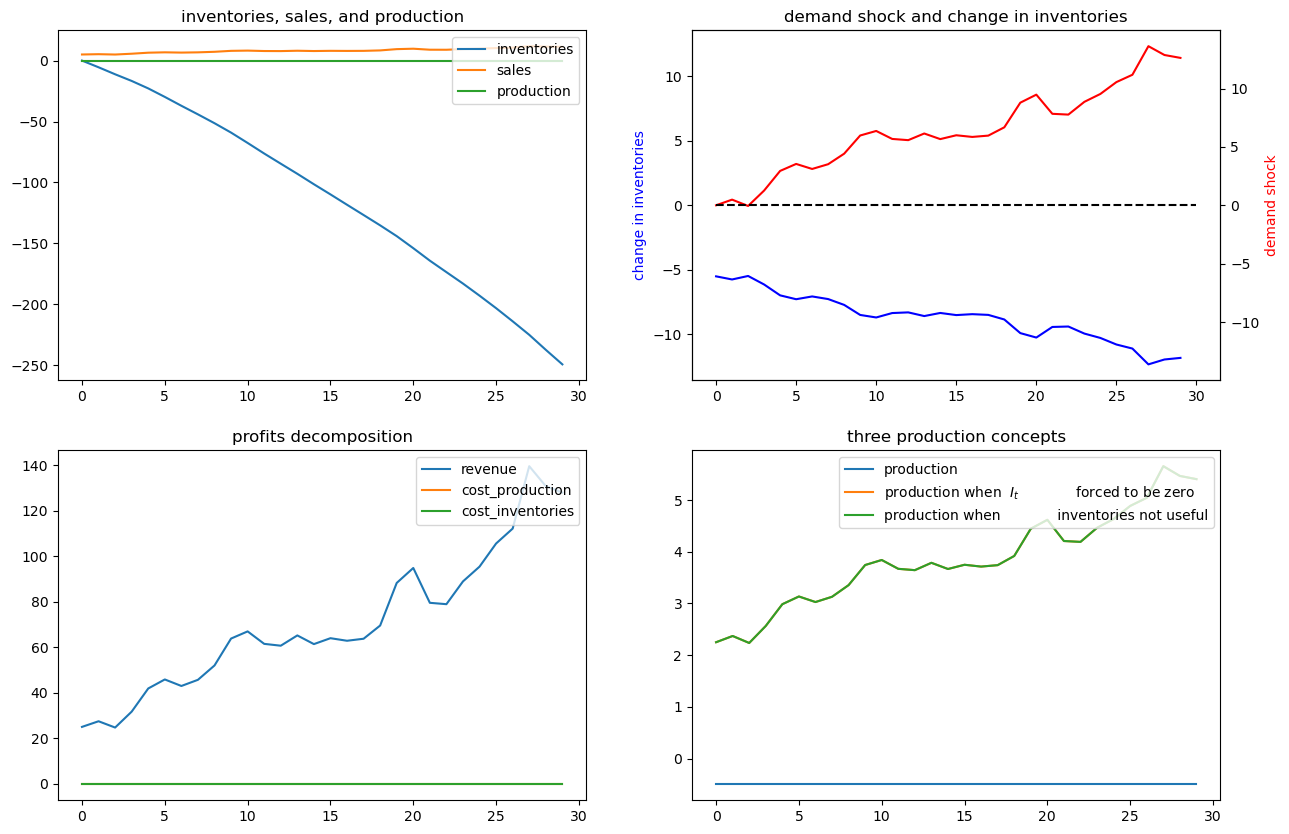 inventories, sales, and production
inventories
sales
production
0
−50
−100
−150
−200
−250
0 5 10 15 20 25 30
demand shock and change in inventories
change in inventories
10
5
0
−5
−10
10
5
0
−5
−10
demand shock
0 5 10 15 20 25 30
profits decomposition
revenue
cost_production
cost_inventories
140
120
100
80
60
40
20
0
0 5 10 15 20 25 30
three production concepts
production
production when I_t forced to be zero
production when inventories not useful
5
4
3
2
1
0
0 5 10 15 20 25 30